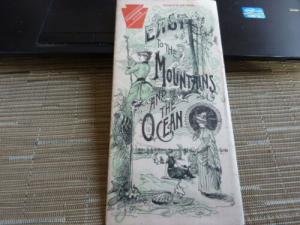 EAST
TO THE
MOUNTAINS
AND
THE
OCEAN